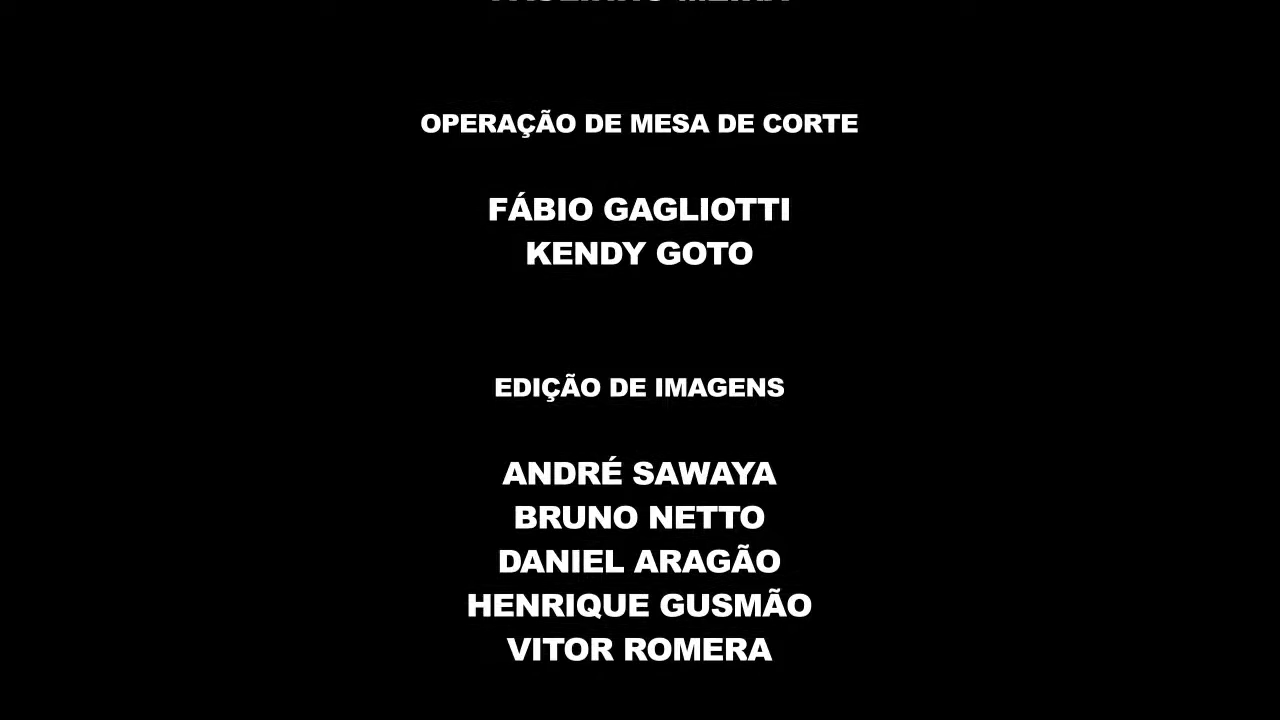 OPERAÇÃO DE MESA DE CORTE
FÁBIO GAGLIOTTI
KENDY GOTO
EDIÇÃO DE IMAGENS
ANDRÉ SAWAYA
BRUNO NETTO
DANIEL ARAGÃO
HENRIQUE GUSMÃO
VITOR ROMERA